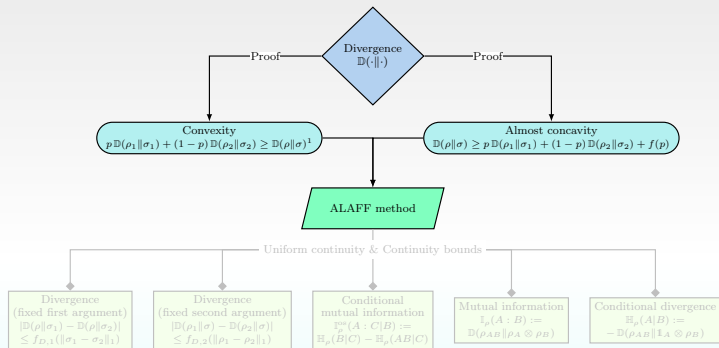 Divergence
𝔻(·‖·)
Proof
Proof
Convexity
p 𝔻(ρ₁‖σ₁) + (1 − p) 𝔻(ρ₂‖σ₂) ≥ 𝔻(ρ‖σ)¹
Almost concavity
𝔻(ρ‖σ) ≥ p 𝔻(ρ₁‖σ₁) + (1 − p) 𝔻(ρ₂‖σ₂) + f(p)
ALAFF method
Uniform continuity & Continuity bounds
Divergence
(fixed first argument)
|𝔻(ρ‖σ₁) − 𝔻(ρ‖σ₂)|
≤ f_{D,1}(‖σ₁ − σ₂‖₁)
Divergence
(fixed second argument)
|𝔻(ρ₁‖σ) − 𝔻(ρ₂‖σ)|
≤ f_{D,2}(‖ρ₁ − ρ₂‖₁)
Conditional
mutual information
(A : C|B) :=
ℍ_ρ(B|C) − ℍ_ρ(AB|C)
Mutual information
𝕀_ρ(A : B) :=
𝔻(ρ_{AB}‖ρ_A ⊗ ρ_B)
Conditional divergence
ℍ_ρ(A|B) :=
− 𝔻(ρ_{AB}‖𝟙_A ⊗ ρ_B)